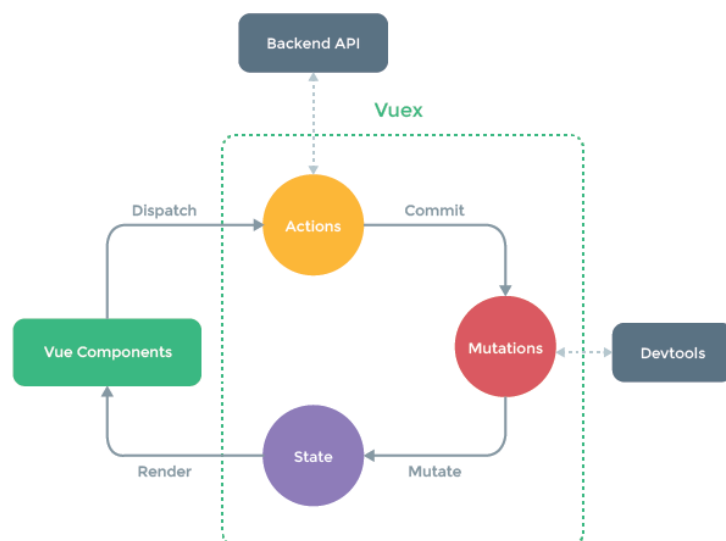 Backend API
Vuex
Dispatch
Actions
Commit
Vue Components
Mutations
Devtools
Render
State
Mutate